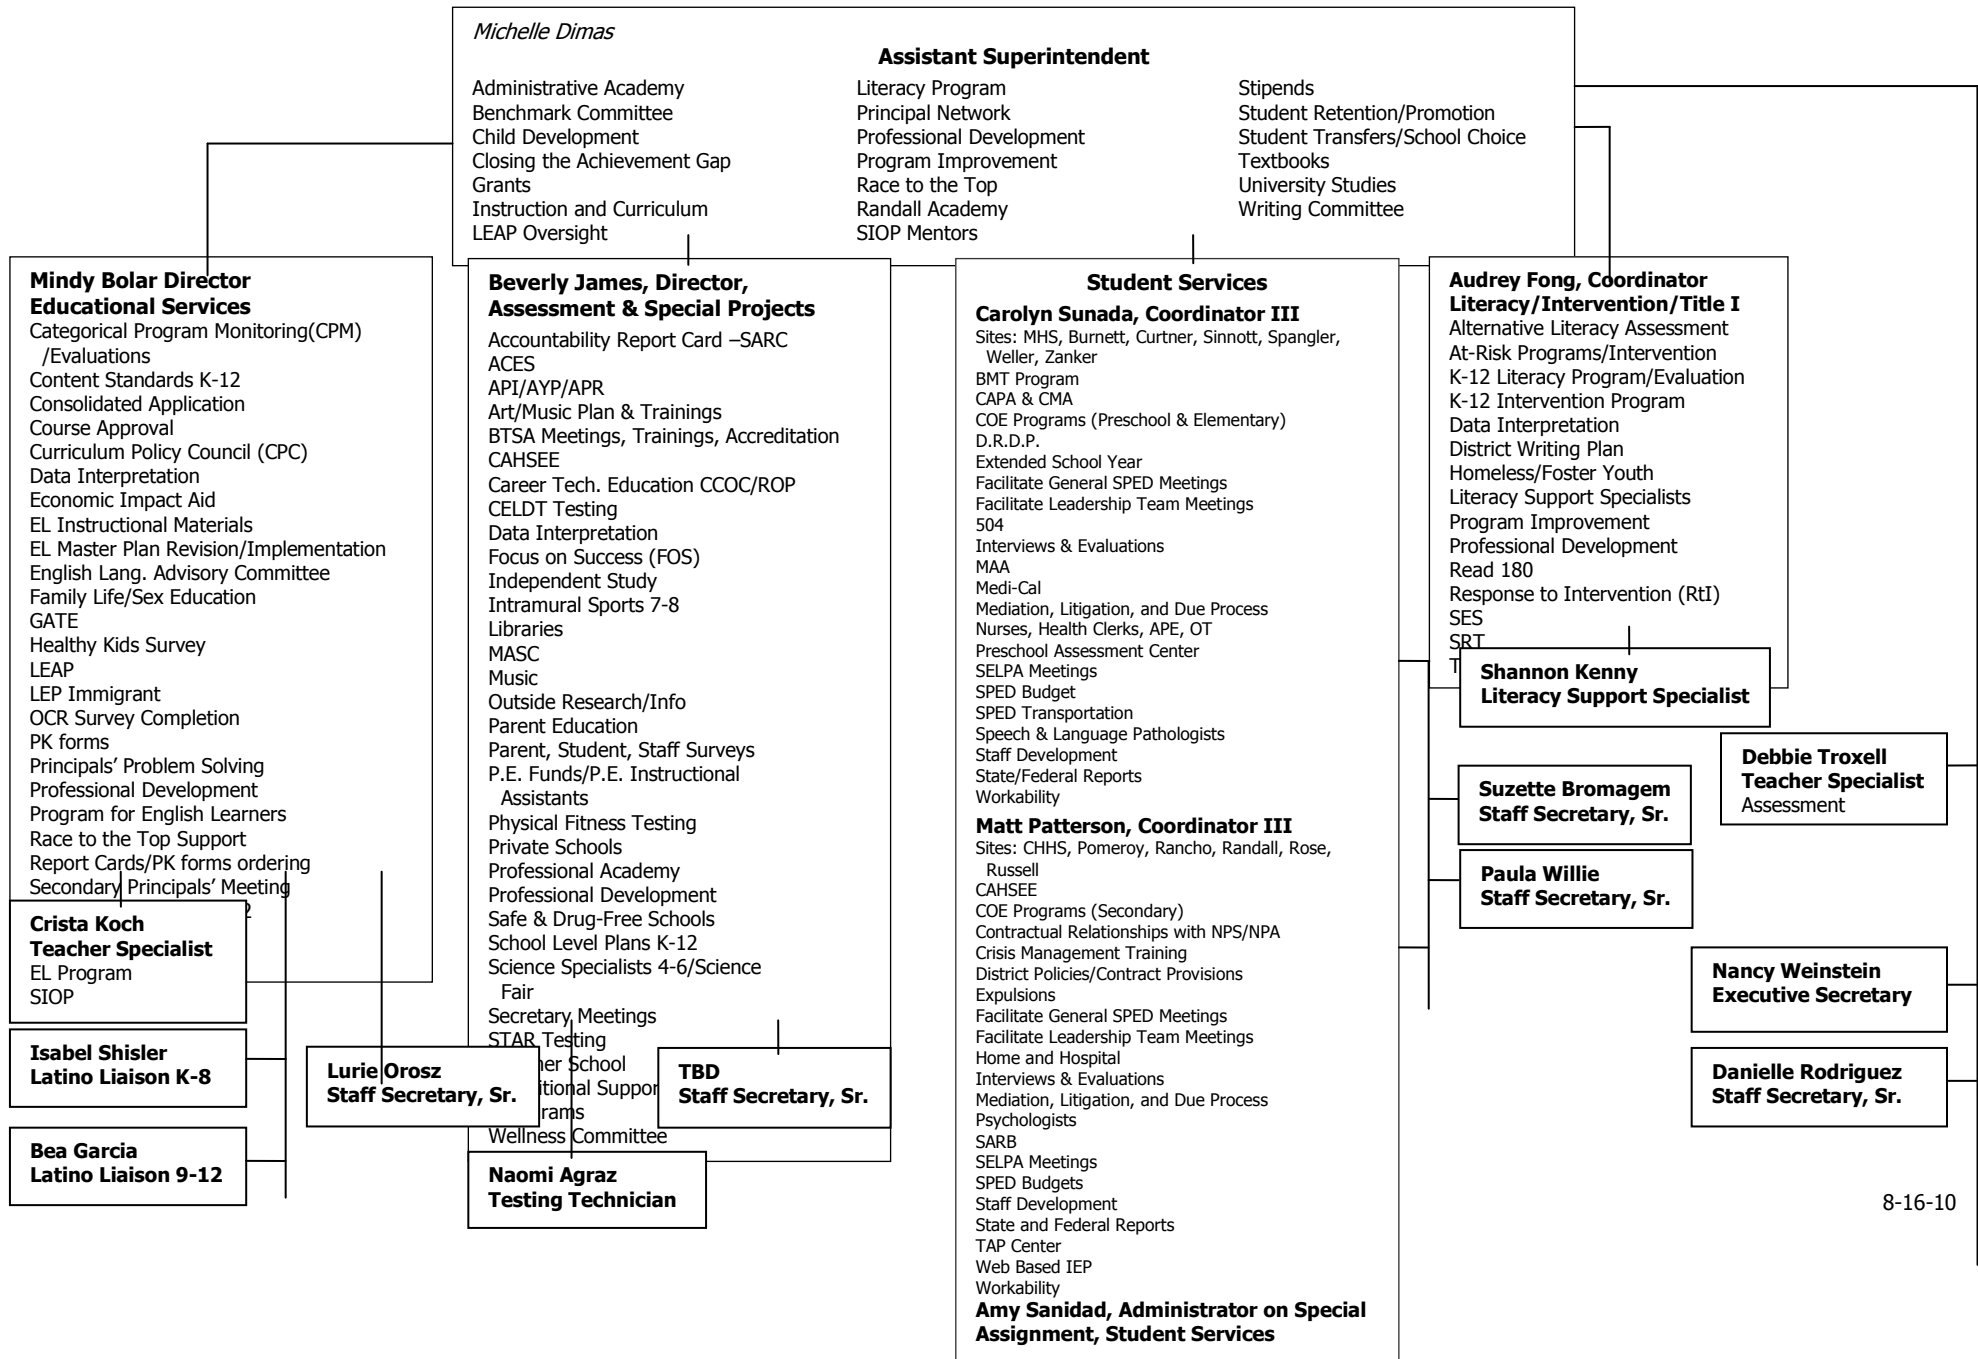 Michelle Dimas
Assistant Superintendent
Administrative Academy
Benchmark Committee
Child Development
Closing the Achievement Gap
Grants
Instruction and Curriculum
LEAP Oversight
Literacy Program
Principal Network
Professional Development
Program Improvement
Race to the Top
Randall Academy
SIOP Mentors
Stipends
Student Retention/Promotion
Student Transfers/School Choice
Textbooks
University Studies
Writing Committee
Mindy Bolar Director
Educational Services
Categorical Program Monitoring(CPM)
/Evaluations
Content Standards K-12
Consolidated Application
Course Approval
Curriculum Policy Council (CPC)
Data Interpretation
Economic Impact Aid
EL Instructional Materials
EL Master Plan Revision/Implementation
English Lang. Advisory Committee
Family Life/Sex Education
GATE
Healthy Kids Survey
LEAP
LEP Immigrant
OCR Survey Completion
PK forms
Principals' Problem Solving
Professional Development
Program for English Learners
Race to the Top Support
Report Cards/PK forms ordering
Secondary Principals' Meeting
Crista Koch
Teacher Specialist
EL Program
SIOP
Isabel Shisler
Latino Liaison K-8
Bea Garcia
Latino Liaison 9-12
Lurie Orosz
Staff Secretary, Sr.
Beverly James, Director,
Assessment & Special Projects
Accountability Report Card –SARC
ACES
API/AYP/APR
Art/Music Plan & Trainings
BTSA Meetings, Trainings, Accreditation
CAHSEE
Career Tech. Education CCOC/ROP
CELDT Testing
Data Interpretation
Focus on Success (FOS)
Independent Study
Intramural Sports 7-8
Libraries
MASC
Music
Outside Research/Info
Parent Education
Parent, Student, Staff Surveys
P.E. Funds/P.E. Instructional
Assistants
Physical Fitness Testing
Private Schools
Professional Academy
Professional Development
Safe & Drug-Free Schools
School Level Plans K-12
Science Specialists 4-6/Science
Fair
Secretary Meetings
STAR Testing
School
Wellness Committee
TBD
Staff Secretary, Sr.
Naomi Agraz
Testing Technician
Student Services
Carolyn Sunada, Coordinator III
Sites: MHS, Burnett, Curtner, Sinnott, Spangler,
Weller, Zanker
BMT Program
CAPA & CMA
COE Programs (Preschool & Elementary)
D.R.D.P.
Extended School Year
Facilitate General SPED Meetings
Facilitate Leadership Team Meetings
504
Interviews & Evaluations
MAA
Medi-Cal
Mediation, Litigation, and Due Process
Nurses, Health Clerks, APE, OT
Preschool Assessment Center
SELPA Meetings
SPED Budget
SPED Transportation
Speech & Language Pathologists
Staff Development
State/Federal Reports
Workability
Matt Patterson, Coordinator III
Sites: CHHS, Pomeroy, Rancho, Randall, Rose,
Russell
CAHSEE
COE Programs (Secondary)
Contractual Relationships with NPS/NPA
Crisis Management Training
District Policies/Contract Provisions
Expulsions
Facilitate General SPED Meetings
Facilitate Leadership Team Meetings
Home and Hospital
Interviews & Evaluations
Mediation, Litigation, and Due Process
Psychologists
SARB
SELPA Meetings
SPED Budgets
Staff Development
State and Federal Reports
TAP Center
Web Based IEP
Workability
Amy Sanidad, Administrator on Special
Assignment, Student Services
Audrey Fong, Coordinator
Literacy/Intervention/Title I
Alternative Literacy Assessment
At-Risk Programs/Intervention
K-12 Literacy Program/Evaluation
K-12 Intervention Program
Data Interpretation
District Writing Plan
Homeless/Foster Youth
Literacy Support Specialists
Program Improvement
Professional Development
Read 180
Response to Intervention (RtI)
SES
SRT
Shannon Kenny
Literacy Support Specialist
Suzette Bromagem
Staff Secretary, Sr.
Paula Willie
Staff Secretary, Sr.
Debbie Troxell
Teacher Specialist
Assessment
Nancy Weinstein
Executive Secretary
Danielle Rodriguez
Staff Secretary, Sr.
8-16-10